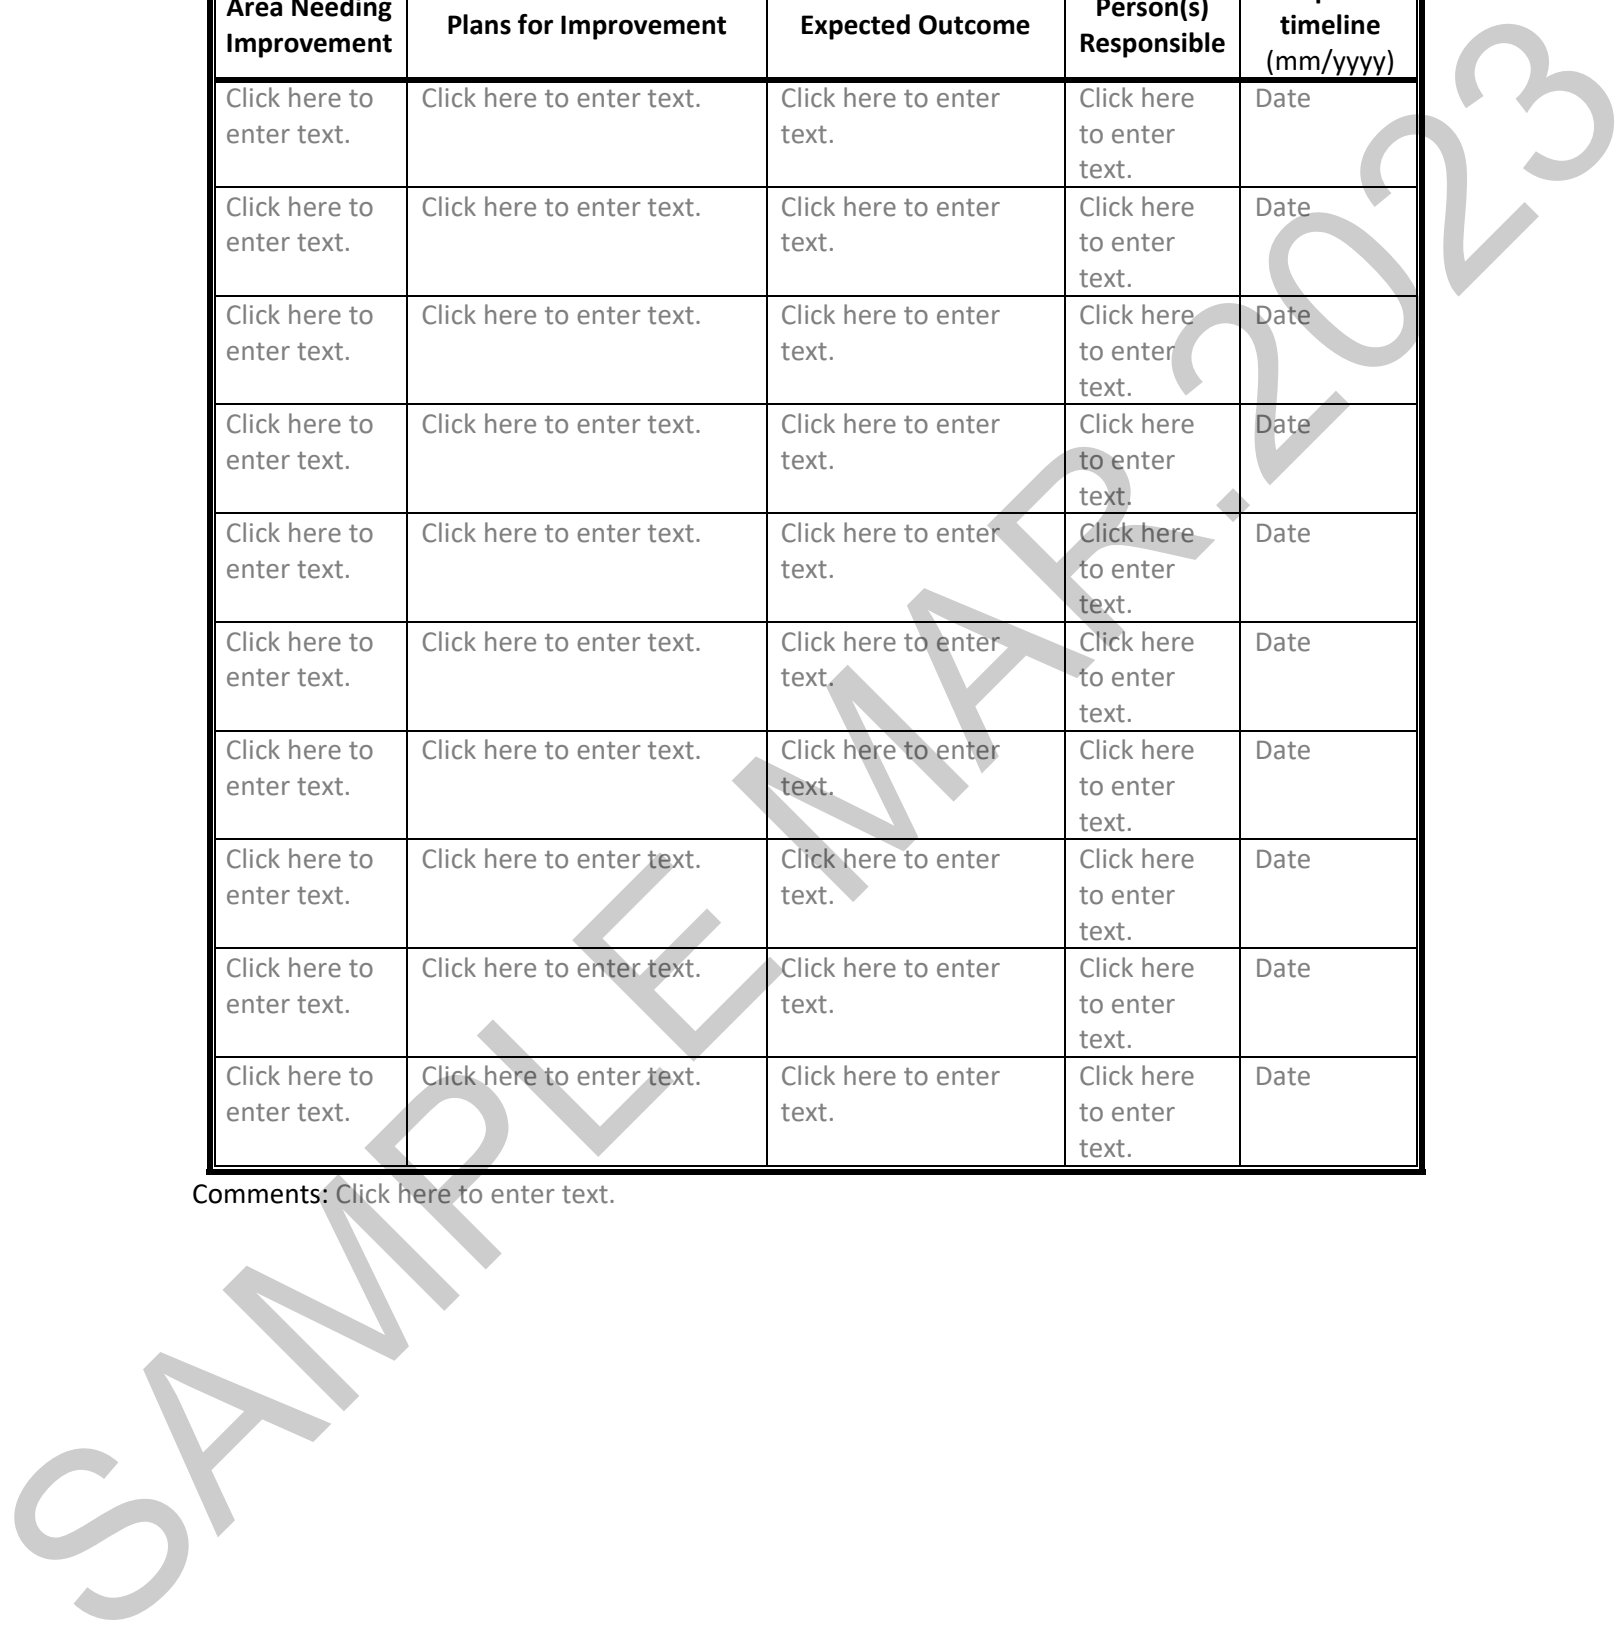 Area Needing Improvement Plans for Improvement Expected Outcome Person(s) Responsible timeline (mm/yyyy)
Click here to enter text. Click here to enter text. Click here to enter text. Click here to enter text. Date
Click here to enter text. Click here to enter text. Click here to enter text. Click here to enter text. Date
Click here to enter text. Click here to enter text. Click here to enter text. Click here to enter text. Date
Click here to enter text. Click here to enter text. Click here to enter text. Click here to enter text. Date
Click here to enter text. Click here to enter text. Click here to enter text. Click here to enter text. Date
Click here to enter text. Click here to enter text. Click here to enter text. Click here to enter text. Date
Click here to enter text. Click here to enter text. Click here to enter text. Click here to enter text. Date
Click here to enter text. Click here to enter text. Click here to enter text. Click here to enter text. Date
Click here to enter text. Click here to enter text. Click here to enter text. Click here to enter text. Date
Click here to enter text. Click here to enter text. Click here to enter text. Click here to enter text. Date
Comments: Click here to enter text.
SAMPLE MAR.2023